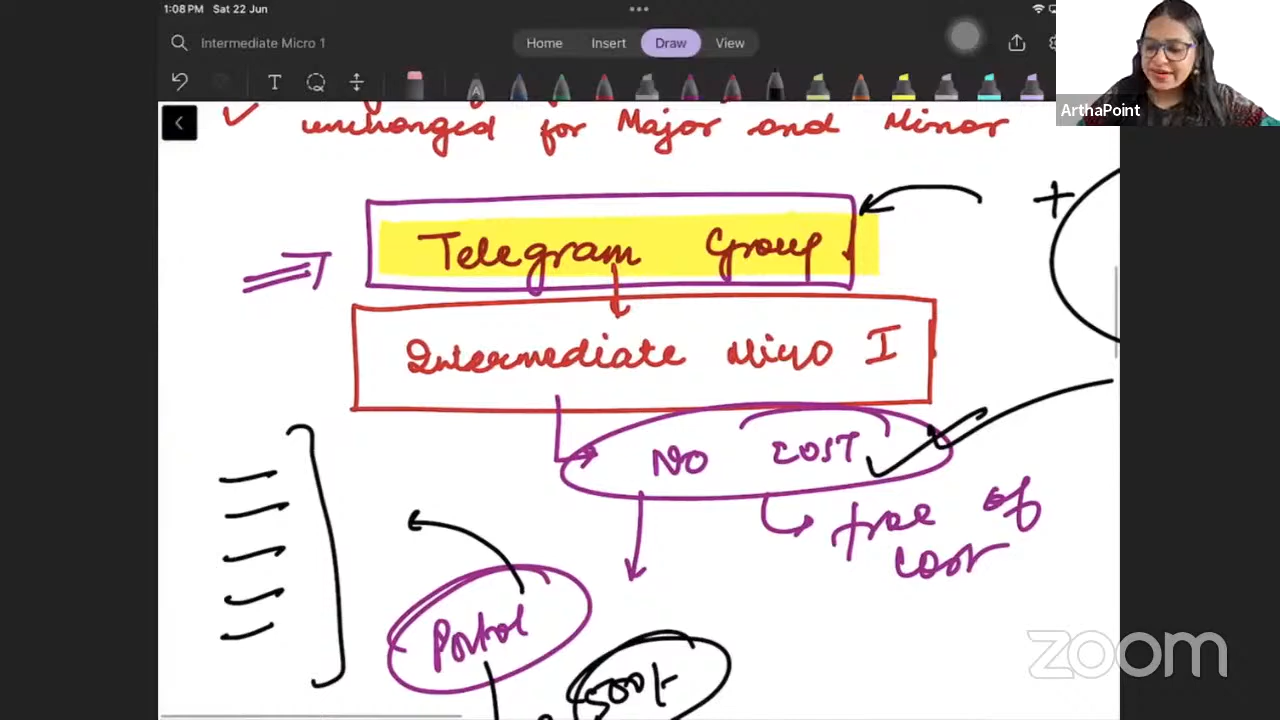 1:08 PM Sat 22 Jun
Intermediate Micro 1
Home Insert Draw View
ArthaPoint
unchanged for Major and Minor
Telegram Group
Intermediate Micro I
NO COST
free of
cost
Portal
500/-
zoom